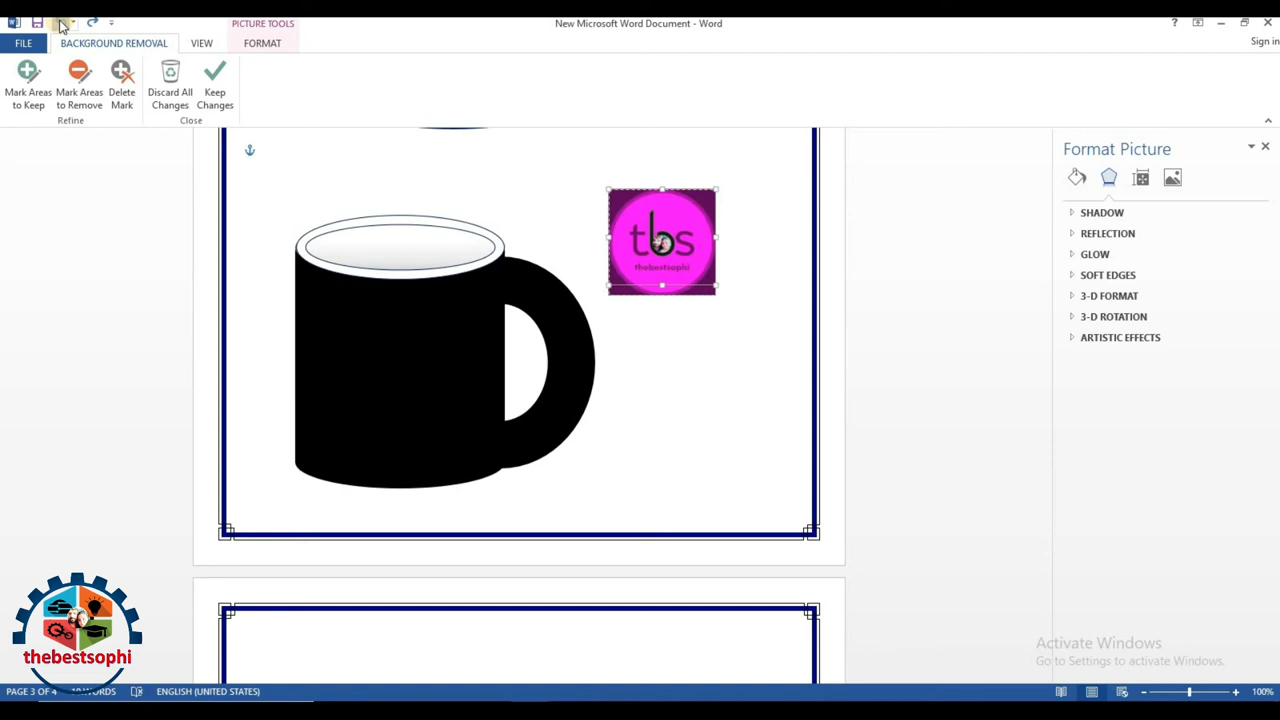 PICTURE TOOLS
New Microsoft Word Document - Word
?
Sign in
FILE
BACKGROUND REMOVAL
VIEW
FORMAT
Mark Areas to Keep
Mark Areas to Remove
Delete Mark
Discard All Changes
Keep Changes
Refine
Close
Format Picture
SHADOW
REFLECTION
GLOW
SOFT EDGES
3-D FORMAT
3-D ROTATION
ARTISTIC EFFECTS
tbs
thebestsophi
thebestsophi
Activate Windows
Go to Settings to activate Windows.
PAGE 3 OF 4
WORDS
ENGLISH (UNITED STATES)
100%